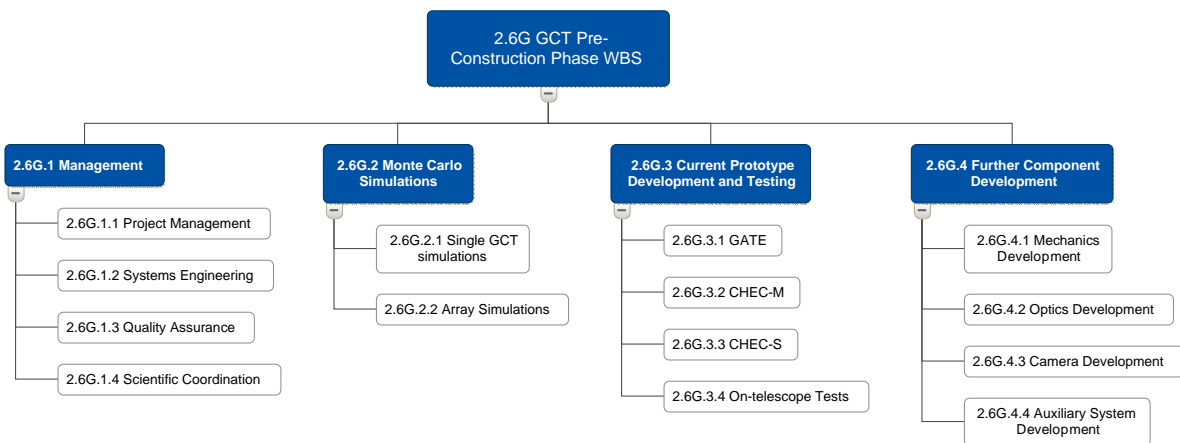 2.6G GCT Pre-
Construction Phase WBS
2.6G.1 Management
2.6G.1.1 Project Management
2.6G.1.2 Systems Engineering
2.6G.1.3 Quality Assurance
2.6G.1.4 Scientific Coordination
2.6G.2 Monte Carlo
Simulations
2.6G.2.1 Single GCT
simulations
2.6G.2.2 Array Simulations
2.6G.3 Current Prototype
Development and Testing
2.6G.3.1 GATE
2.6G.3.2 CHEC-M
2.6G.3.3 CHEC-S
2.6G.3.4 On-telescope Tests
2.6G.4 Further Component
Development
2.6G.4.1 Mechanics
Development
2.6G.4.2 Optics Development
2.6G.4.3 Camera Development
2.6G.4.4 Auxiliary System
Development